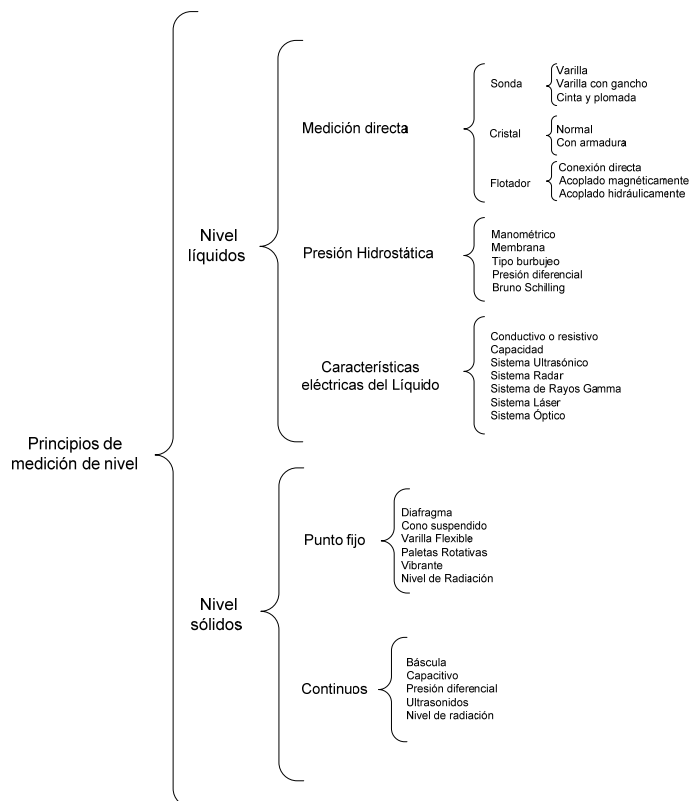 Principios de
medición de nivel
Nivel
líquidos
Medición directa
Sonda
Varilla
Varilla con gancho
Cinta y plomada
Cristal
Normal
Con armadura
Flotador
Conexión directa
Acoplado magnéticamente
Acoplado hidráulicamente
Presión Hidrostática
Manométrico
Membrana
Tipo burbujeo
Presión diferencial
Bruno Schilling
Características
eléctricas del Líquido
Conductivo o resistivo
Capacidad
Sistema Ultrasónico
Sistema Radar
Sistema de Rayos Gamma
Sistema Láser
Sistema Óptico
Nivel
sólidos
Punto fijo
Diafragma
Cono suspendido
Varilla Flexible
Paletas Rotativas
Vibrante
Nivel de Radiación
Continuos
Báscula
Capacitivo
Presión diferencial
Ultrasonidos
Nivel de radiación